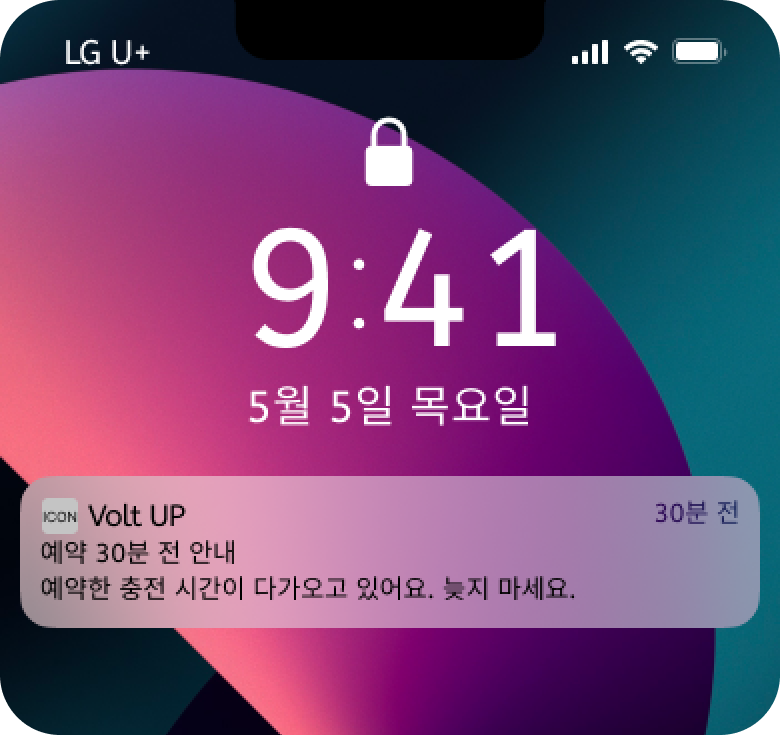 LG U+
9:41
5월 5일 목요일
ICON Volt UP 30분 전
예약 30분 전 안내
예약한 충전 시간이 다가오고 있어요. 늦지 마세요.